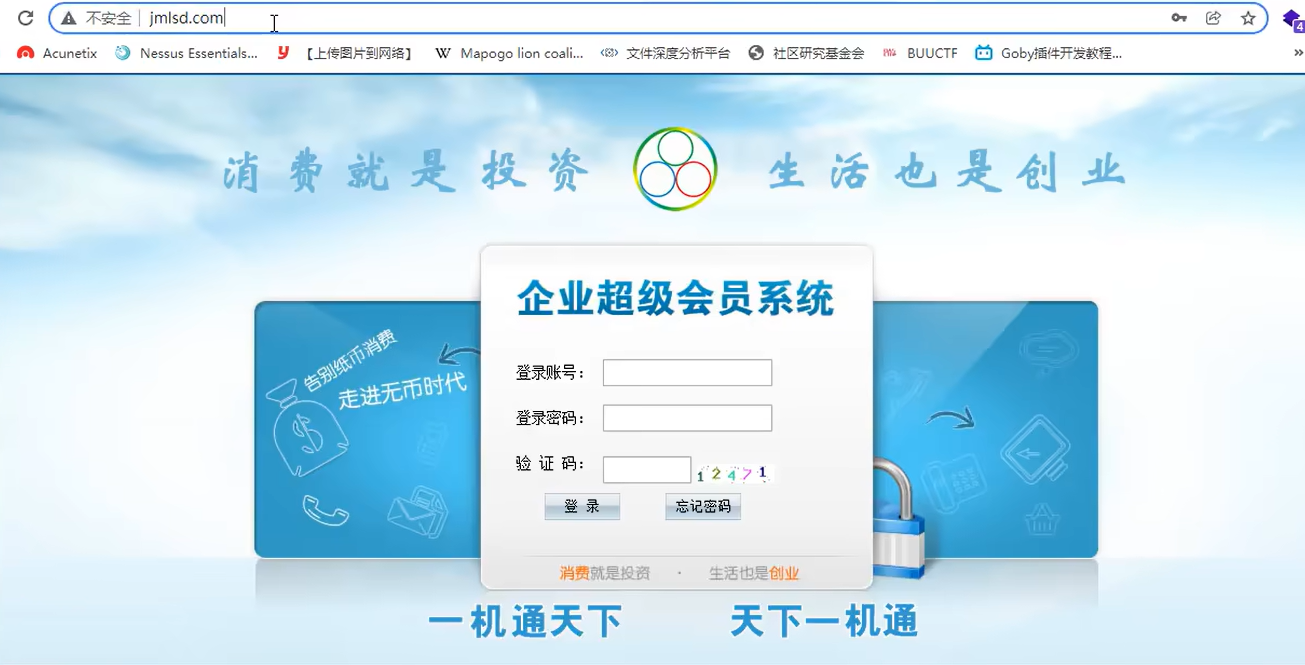 不安全 jmlsd.com
4
Acunetix Nessus Essentials... 【上传图片到网络】 W Mapogo lion coali... 文件深度分析平台 社区研究基金会 BUUCTF Goby插件开发教程... »
消费就是投资 生活也是创业
企业超级会员系统
告别纸币消费
走进无币时代
登录账号：
登录密码：
验 证 码： 12471
登 录 忘记密码
消费就是投资 · 生活也是创业
一机通天下 天下一机通